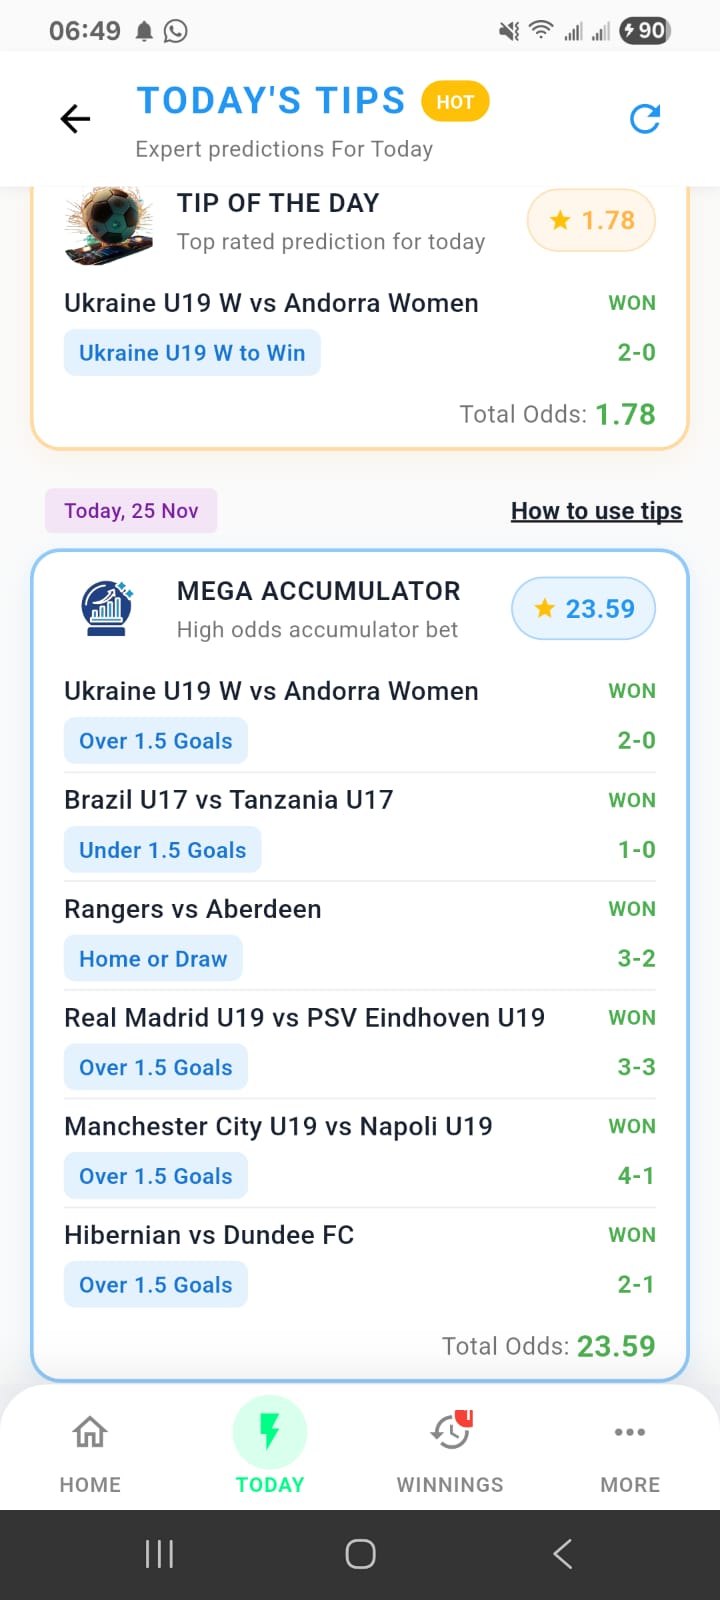 06:49
90
TODAY'S TIPS HOT
Expert predictions For Today
TIP OF THE DAY
1.78
Top rated prediction for today
Ukraine U19 W vs Andorra Women WON
Ukraine U19 W to Win 2-0
Total Odds: 1.78
Today, 25 Nov How to use tips
MEGA ACCUMULATOR
23.59
High odds accumulator bet
Ukraine U19 W vs Andorra Women WON
Over 1.5 Goals 2-0
Brazil U17 vs Tanzania U17 WON
Under 1.5 Goals 1-0
Rangers vs Aberdeen WON
Home or Draw 3-2
Real Madrid U19 vs PSV Eindhoven U19 WON
Over 1.5 Goals 3-3
Manchester City U19 vs Napoli U19 WON
Over 1.5 Goals 4-1
Hibernian vs Dundee FC WON
Over 1.5 Goals 2-1
Total Odds: 23.59
HOME TODAY WINNINGS MORE